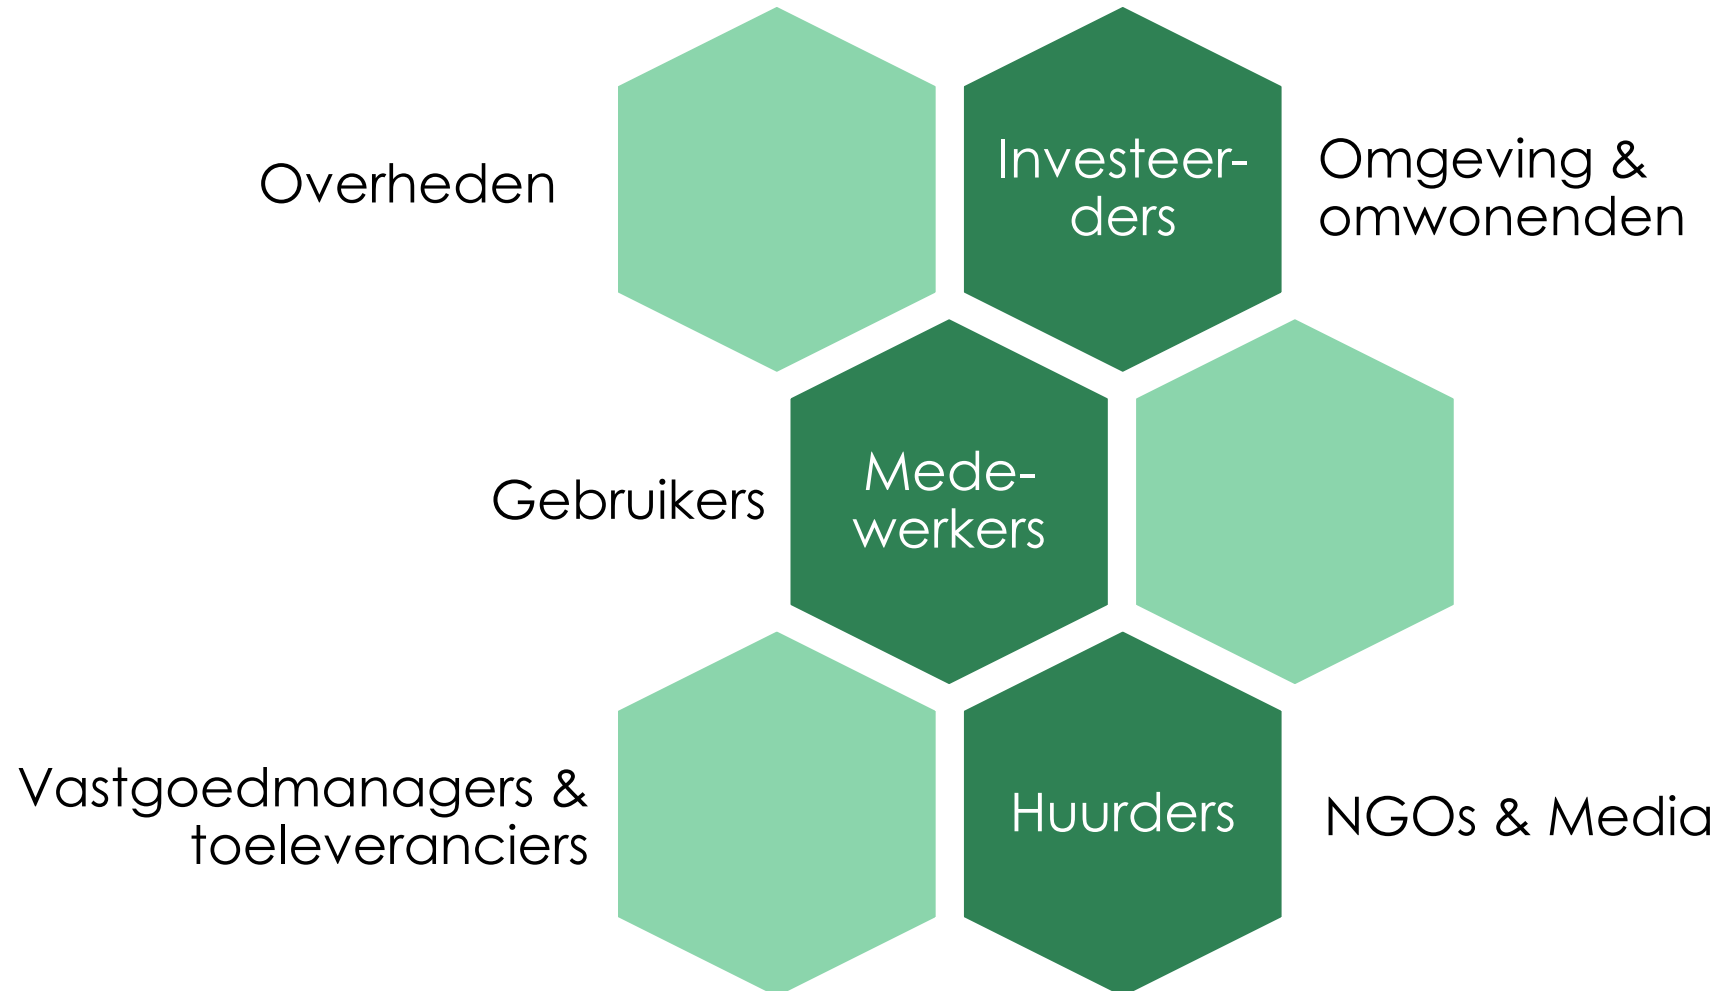 Overheden
Investeer-
ders
Omgeving &
omwonenden
Gebruikers
Mede-
werkers
Vastgoedmanagers &
toeleveranciers
Huurders
NGOs & Media